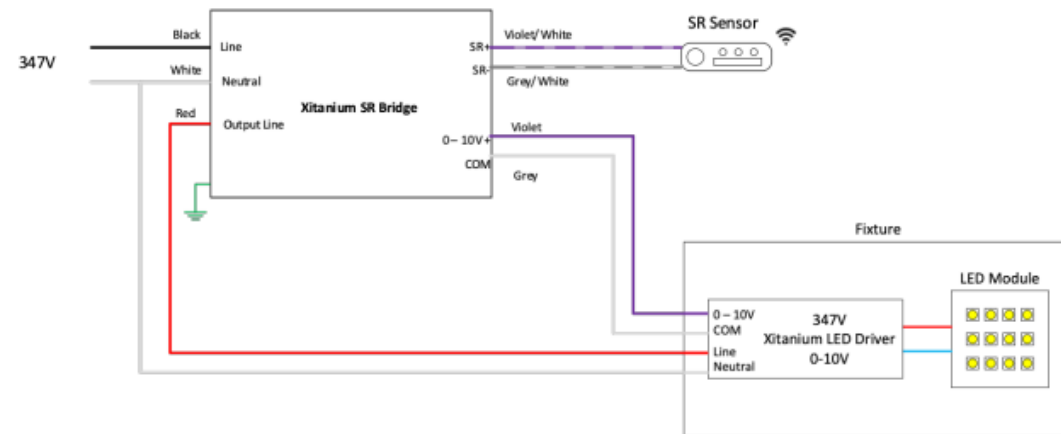 SR Sensor
Black
Violet/ White
Line
SR+
347V
White
SR-
Neutral
Grey/ White
Xitanium SR Bridge
Red
Output Line
Violet
0– 10V+
COM
Grey
Fixture
LED Module
0 – 10V
COM
Line
Neutral
347V
Xitanium LED Driver
0-10V